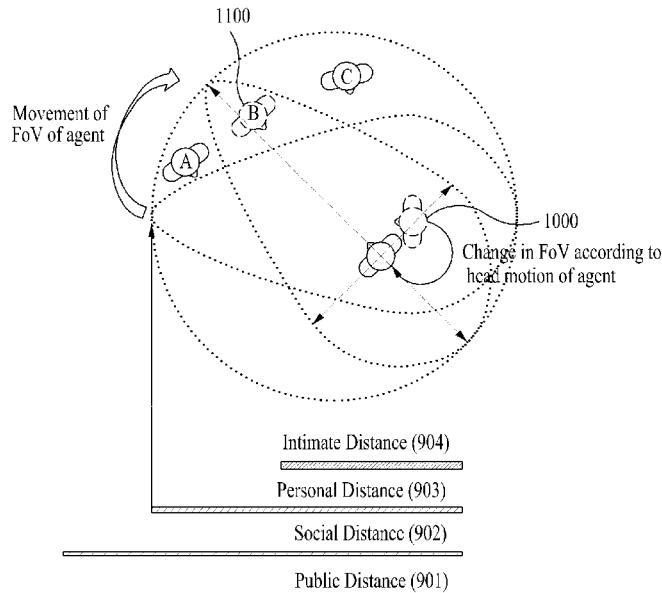 1100
C
B
A
Movement of
FoV of agent
1000
Change in FoV according to
head motion of agent
Intimate Distance (904)
Personal Distance (903)
Social Distance (902)
Public Distance (901)